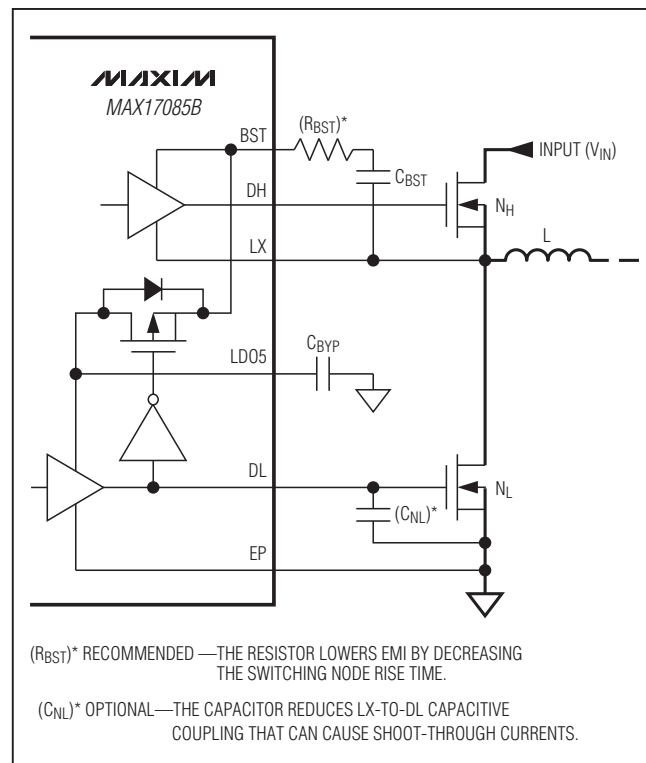 MAXIM
MAX17085B
BST
(RBST)*
INPUT (VIN)
CBST
DH
NH
LX
L
CBYP
LDO5
DL
NL
(CNL)*
EP
(RBST)* RECOMMENDED —THE RESISTOR LOWERS EMI BY DECREASING
THE SWITCHING NODE RISE TIME.
(CNL)* OPTIONAL—THE CAPACITOR REDUCES LX-TO-DL CAPACITIVE
COUPLING THAT CAN CAUSE SHOOT-THROUGH CURRENTS.